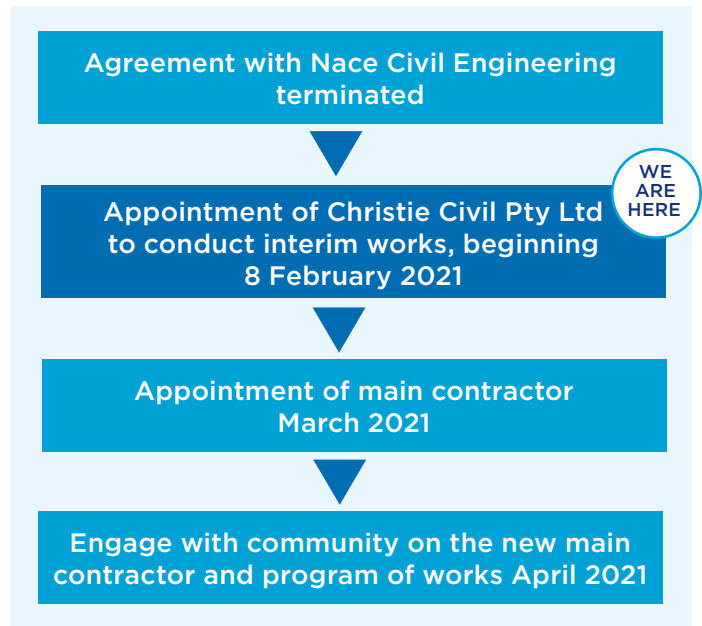 Agreement with Nace Civil Engineering
terminated
WE
ARE
HERE
Appointment of Christie Civil Pty Ltd
to conduct interim works, beginning
8 February 2021
Appointment of main contractor
March 2021
Engage with community on the new main
contractor and program of works April 2021